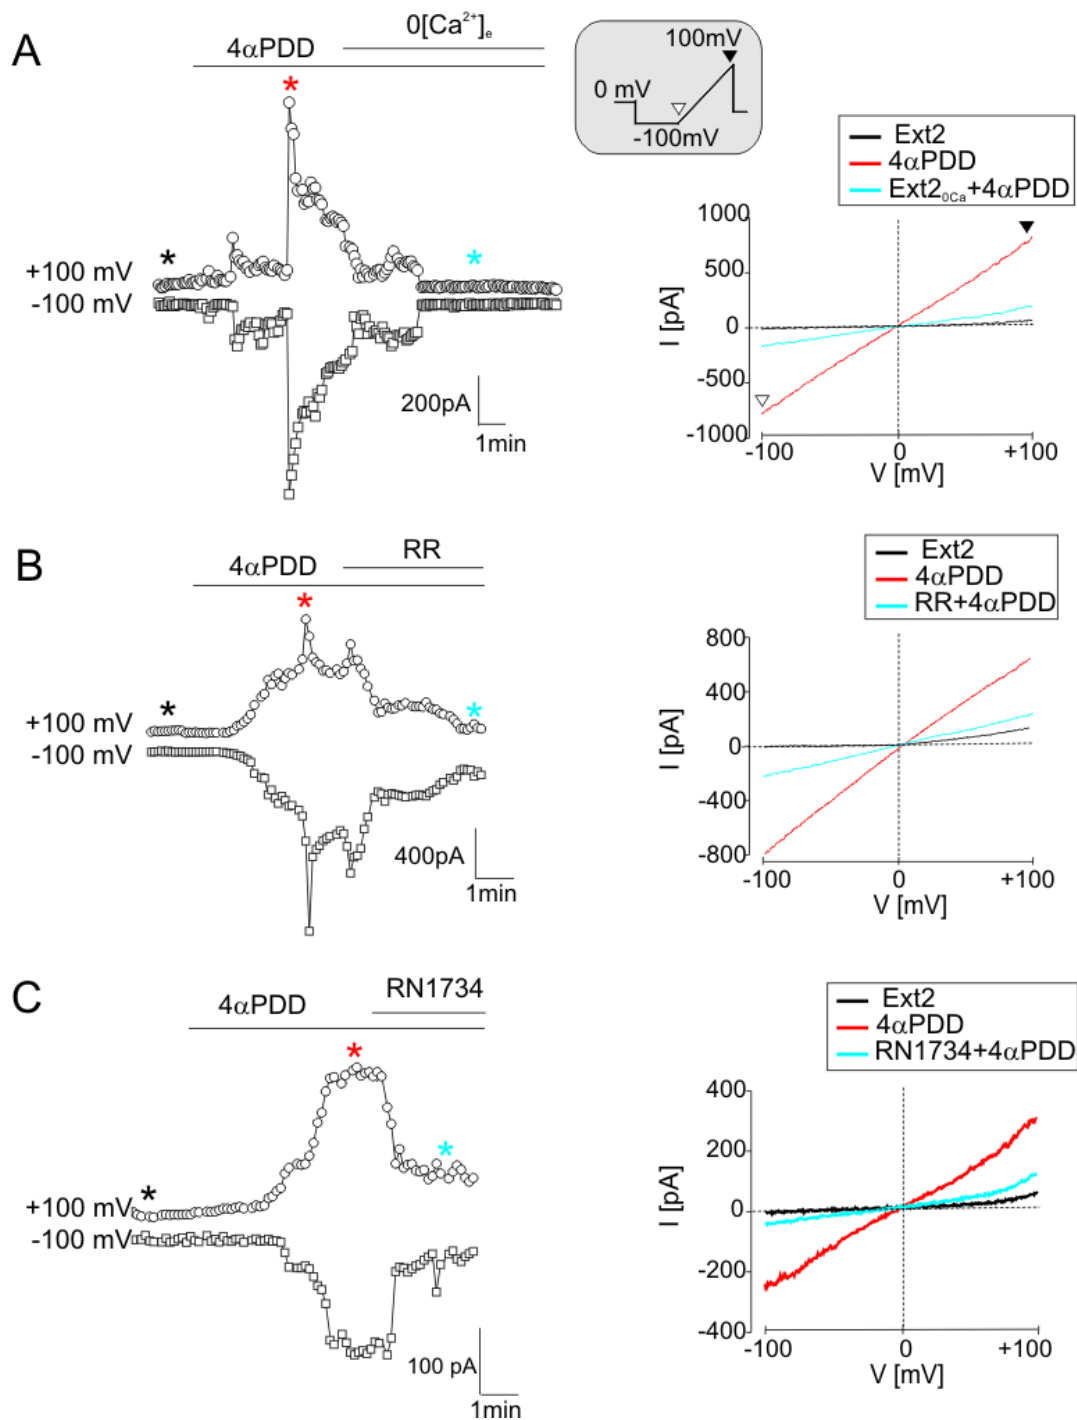 A
4αPDD
0[Ca²⁺]ₑ
+100 mV
-100 mV
200pA
1min
0 mV
100mV
-100mV
Ext2
4αPDD
Ext2₀Ca+4αPDD
1000
500
0
-500
-1000
I [pA]
-100
0
+100
V [mV]
B
4αPDD
RR
+100 mV
-100 mV
400pA
1min
Ext2
4αPDD
RR+4αPDD
800
400
0
-400
-800
I [pA]
-100
0
+100
V [mV]
C
4αPDD
RN1734
+100 mV
-100 mV
100 pA
1min
Ext2
4αPDD
RN1734+4αPDD
400
200
0
-200
-400
I [pA]
-100
0
+100
V [mV]